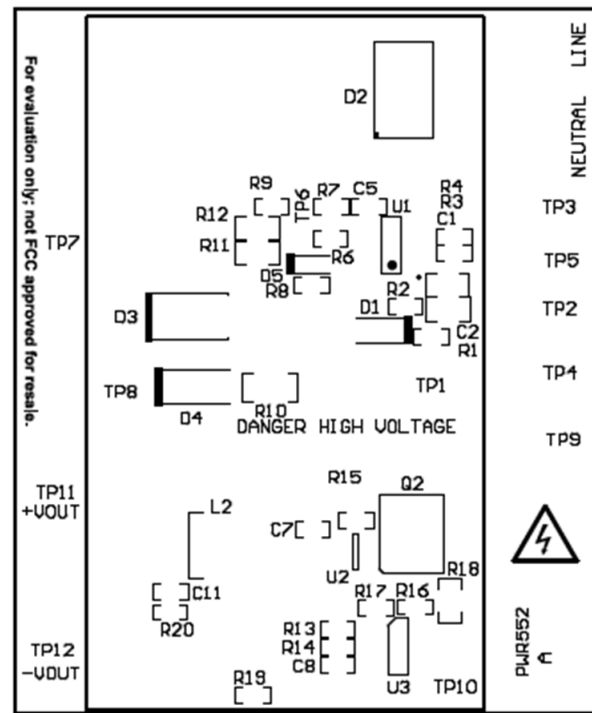 LINE
NEUTRAL
For evaluation only; not FCC approved for resale.
D2
R9
TP6
R7
C5
R4
R3
U1
C1
TP3
R12
TP7
R11
D5
R6
TP5
R8
R2
D1
TP2
D3
C2
R1
TP8
R10
TP1
TP4
D4
DANGER HIGH VOLTAGE
TP9
R15
Q2
TP11
+VOUT
L2
C7
U2
R18
C11
R17
R16
R20
R13
R14
C8
PWR552
A
TP12
-VOUT
R19
U3
TP10